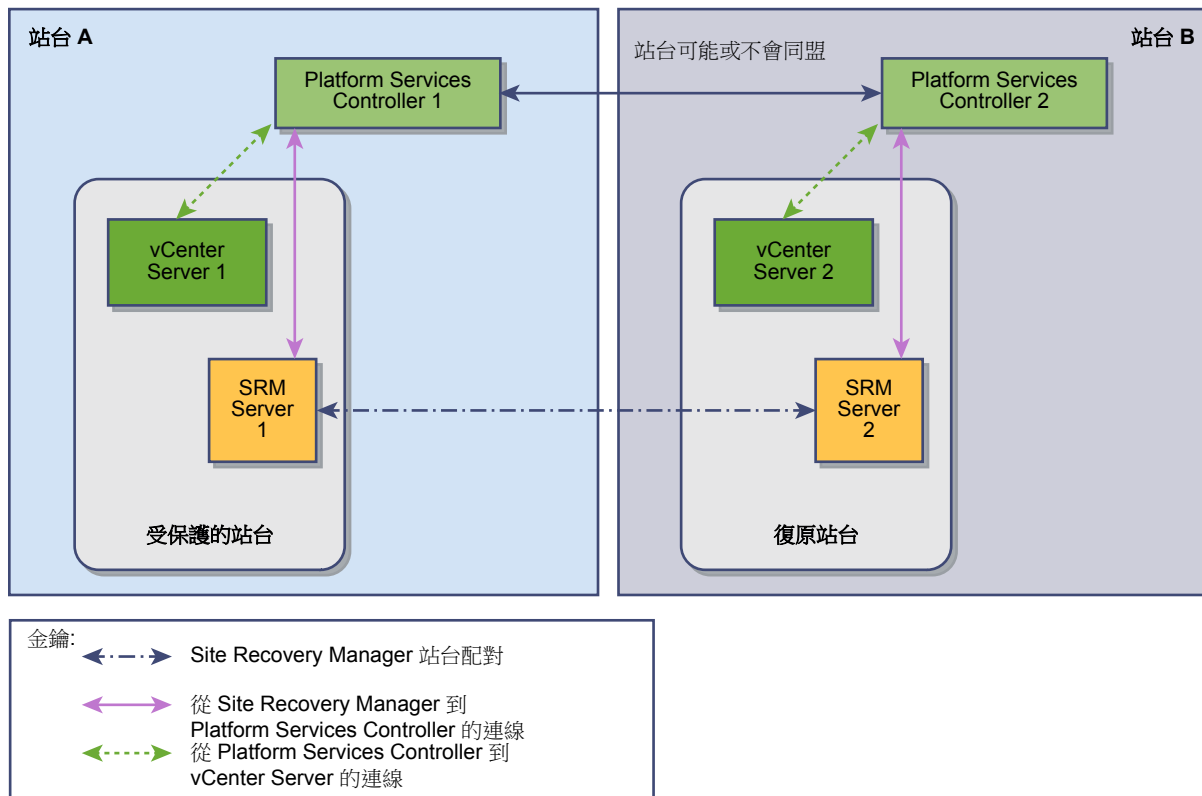 站台 A
站台可能或不會同盟
站台 B
Platform Services
Controller 1
Platform Services
Controller 2
vCenter
Server 1
vCenter
Server 2
SRM
Server
1
SRM
Server
2
受保護的站台
復原站台
金鑰:
Site Recovery Manager 站台配對
從 Site Recovery Manager 到
Platform Services Controller 的連線
從 Platform Services Controller 到
vCenter Server 的連線